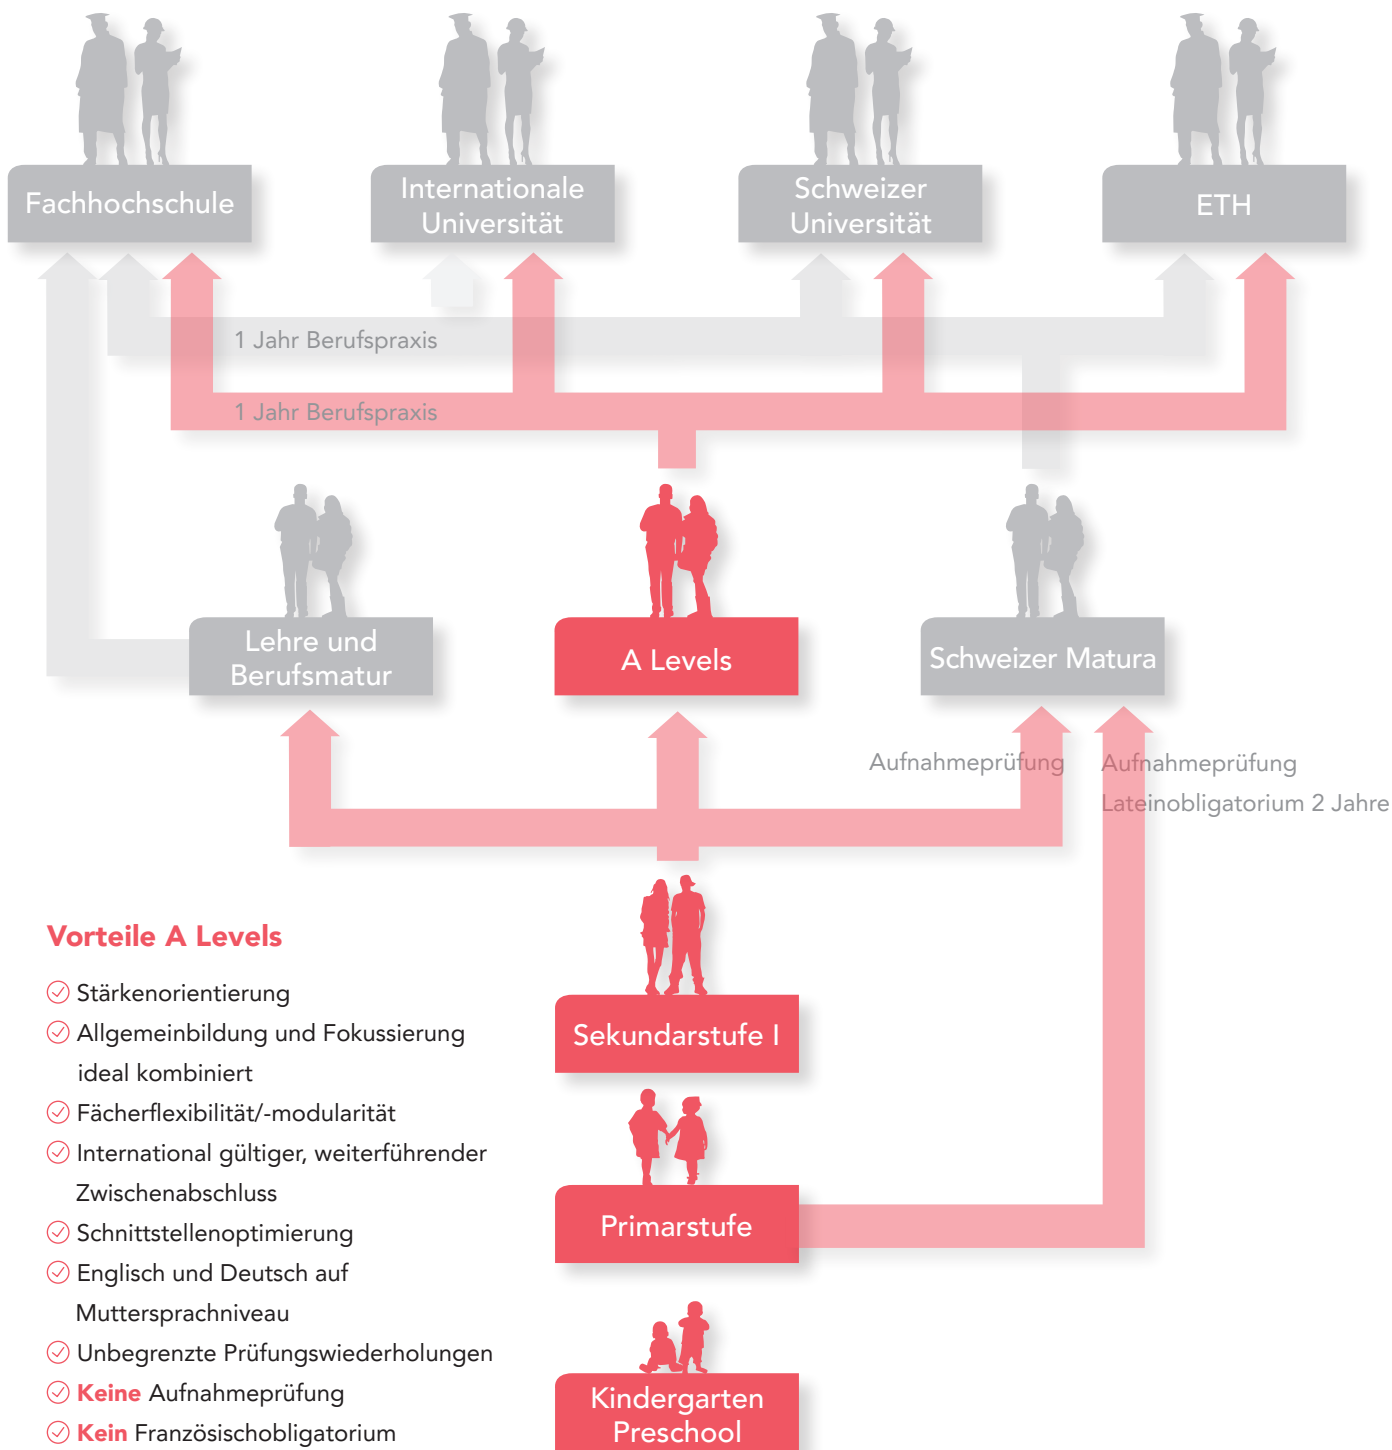 Fachhochschule
Internationale
Universität
Schweizer
Universität
ETH
1 Jahr Berufspraxis
1 Jahr Berufspraxis
Lehre und
Berufsmatur
A Levels
Schweizer Matura
Aufnahmeprüfung
Aufnahmeprüfung
Lateinobligatorium 2 Jahre
Sekundarstufe I
Primarstufe
Kindergarten
Preschool
Vorteile A Levels
Stärkenorientierung
Allgemeinbildung und Fokussierung
ideal kombiniert
Fächerflexibilität/-modularität
International gültiger, weiterführender
Zwischenabschluss
Schnittstellenoptimierung
Englisch und Deutsch auf
Muttersprachniveau
Unbegrenzte Prüfungswiederholungen
Keine Aufnahmeprüfung
Kein Französischobligatorium